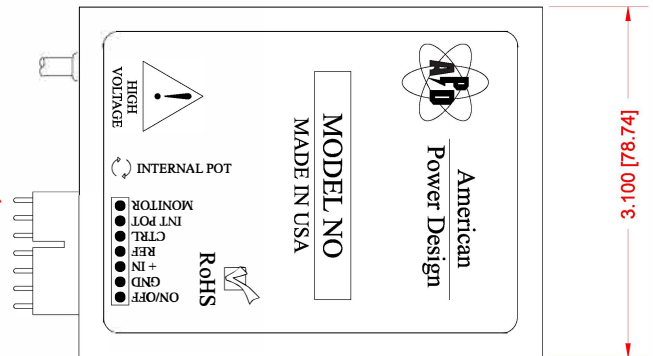 HIGH
VOLTAGE
INTERNAL POT
MONITOR
INT POT
CTRL
REF
+ IN
GND
ON/OFF
RoHS
MODEL NO
MADE IN USA
APD
American
Power Design
3.100 [78.74]